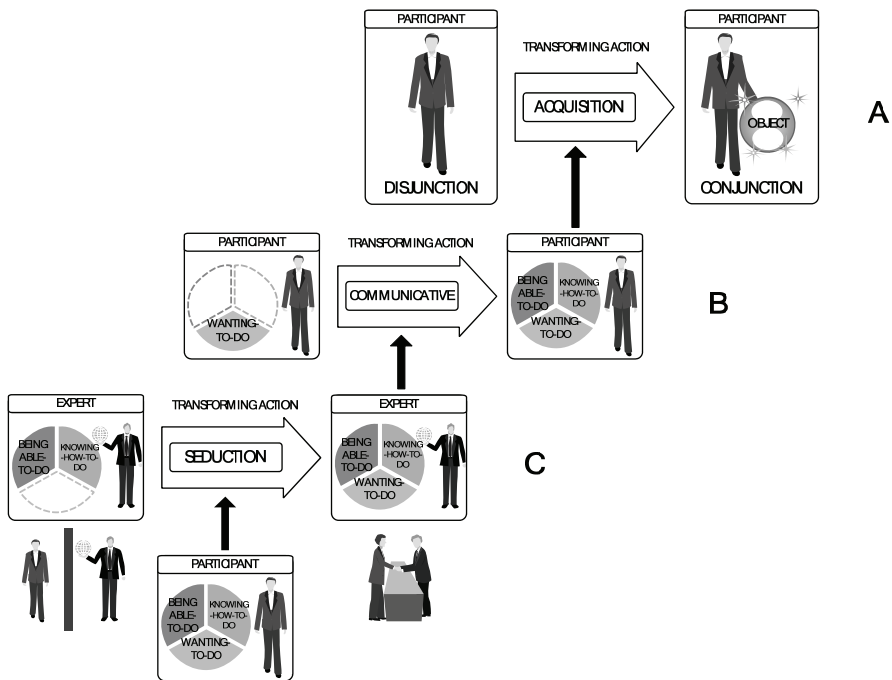 PARTICIPANT
DISJUNCTION
TRANSFORMING ACTION
ACQUISITION
PARTICIPANT
OBJECT
CONJUNCTION
A
PARTICIPANT
WANTING-
TO-DO
TRANSFORMING ACTION
COMMUNICATIVE
PARTICIPANT
BEING
ABLE-
TO-DO
KNOWING
-HOW-TO-
DO
WANTING-
TO-DO
B
EXPERT
BEING
ABLE-
TO-DO
KNOWING
-HOW-TO-
DO
TRANSFORMING ACTION
SEDUCTION
EXPERT
BEING
ABLE-
TO-DO
KNOWING
-HOW-TO-
DO
WANTING-
TO-DO
C
PARTICIPANT
BEING
ABLE-
TO-DO
KNOWING
-HOW-TO-
DO
WANTING-
TO-DO